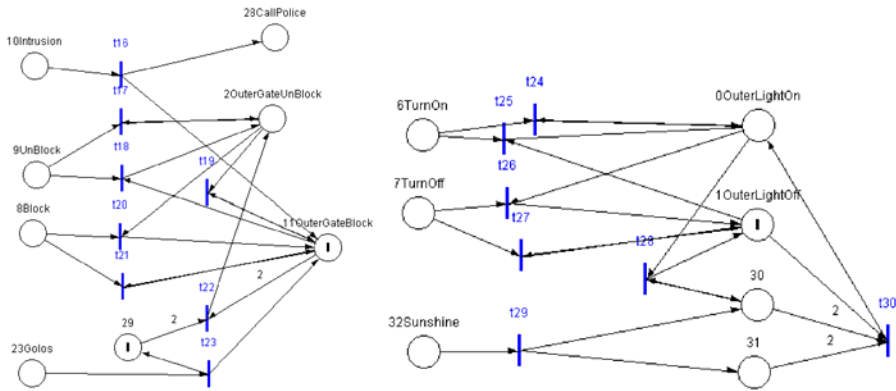 28CallPolice
10Intrusion
t16
t17
2OuterGateUnBlock
t18
9UnBlock
t19
8Block
t20
11OuterGateBlock
t21
2
t22
29
2
t23
23Golos
t24
0OuterLightOn
t25
6TurnOn
t26
7TurnOff
1OuterLightOff
t27
t28
30
32Sunshine
t29
2
t30
31
2